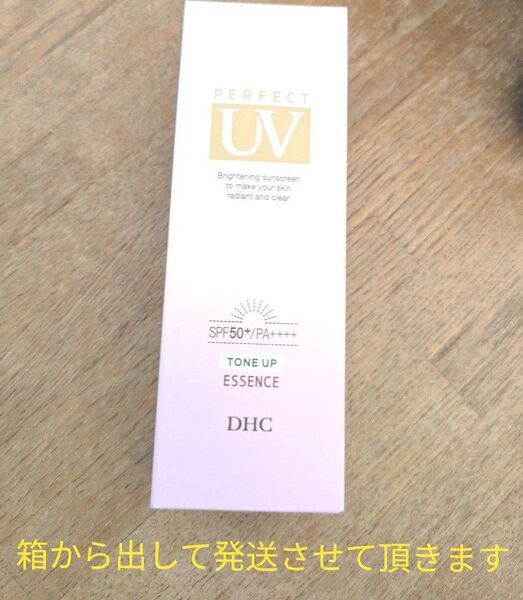 PERFECT
UV
Brightening sunscreen
to make your skin
radiant and clear
SPF50+/PA++++
TONE UP
ESSENCE
DHC
箱から出して発送させて頂きます